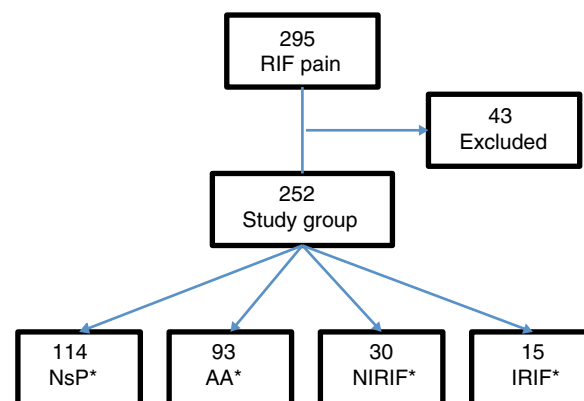 295
RIF pain
43
Excluded
252
Study group
114
NsP*
93
AA*
30
NIRIF*
15
IRIF*